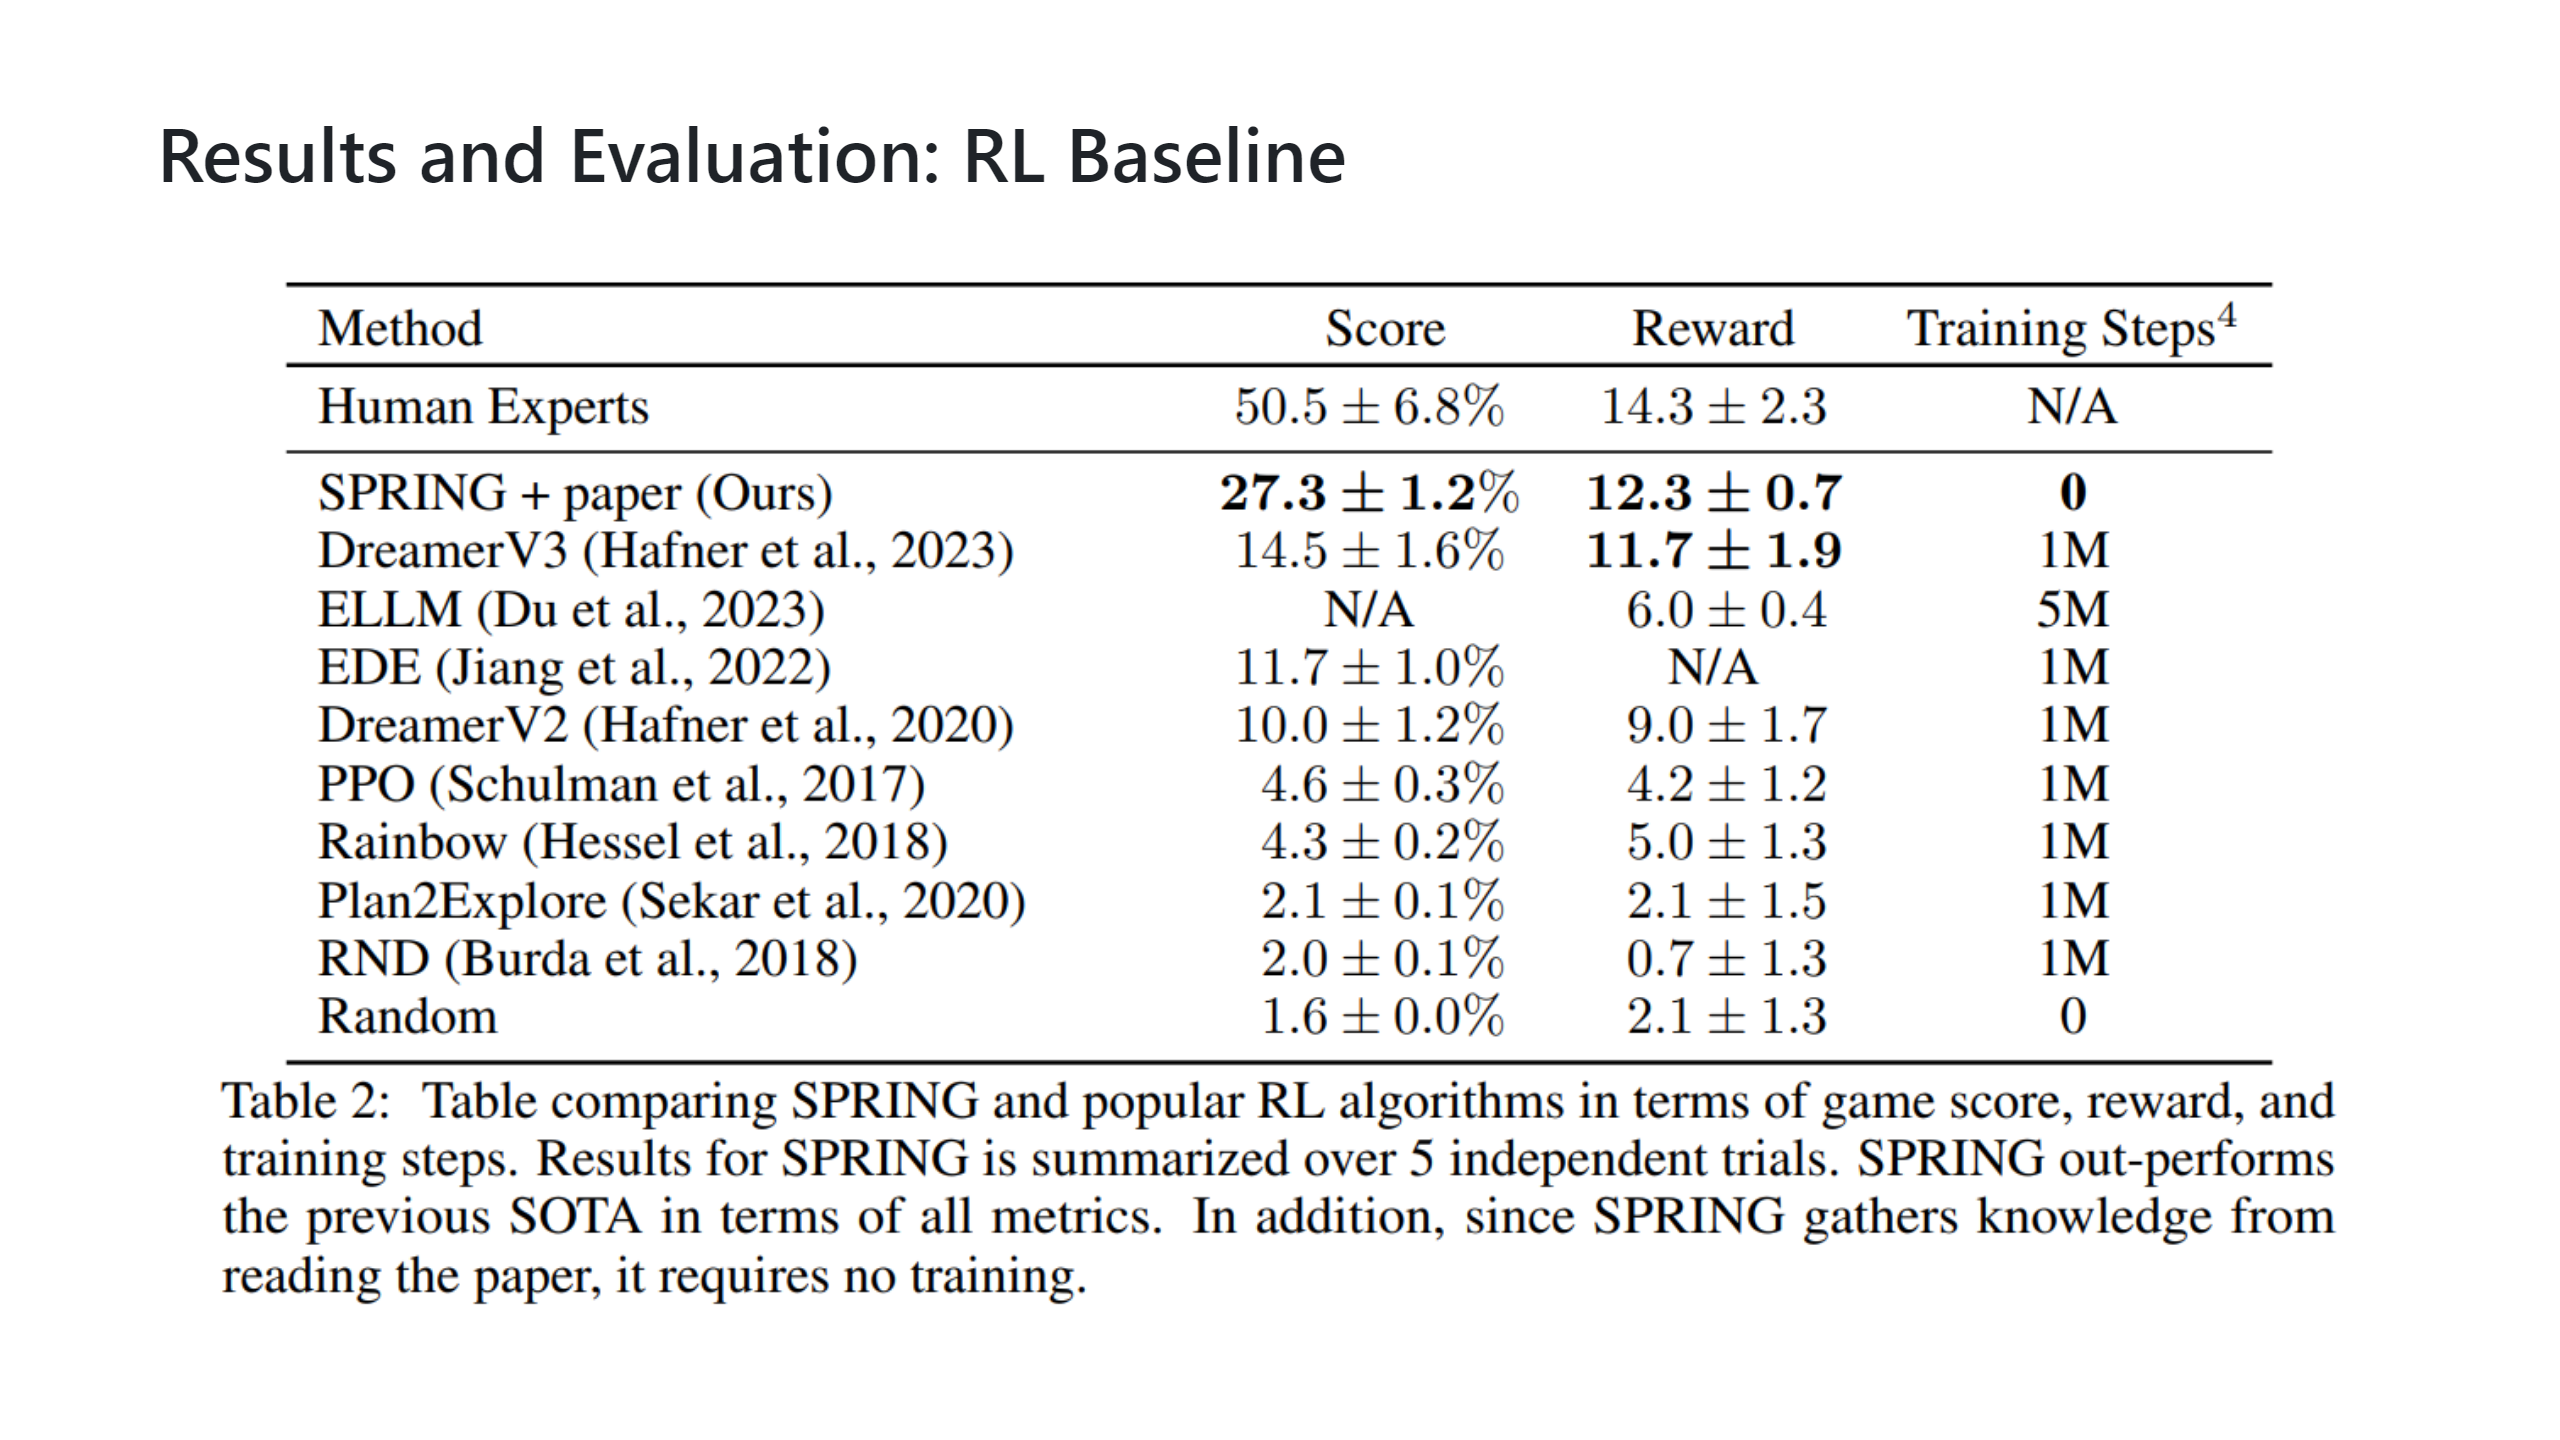 Results and Evaluation: RL Baseline
Method Score Reward Training Steps⁴
Human Experts 50.5 ± 6.8% 14.3 ± 2.3 N/A
SPRING + paper (Ours) 27.3 ± 1.2% 12.3 ± 0.7 0
DreamerV3 (Hafner et al., 2023) 14.5 ± 1.6% 11.7 ± 1.9 1M
ELLM (Du et al., 2023) N/A 6.0 ± 0.4 5M
EDE (Jiang et al., 2022) 11.7 ± 1.0% N/A 1M
DreamerV2 (Hafner et al., 2020) 10.0 ± 1.2% 9.0 ± 1.7 1M
PPO (Schulman et al., 2017) 4.6 ± 0.3% 4.2 ± 1.2 1M
Rainbow (Hessel et al., 2018) 4.3 ± 0.2% 5.0 ± 1.3 1M
Plan2Explore (Sekar et al., 2020) 2.1 ± 0.1% 2.1 ± 1.5 1M
RND (Burda et al., 2018) 2.0 ± 0.1% 0.7 ± 1.3 1M
Random 1.6 ± 0.0% 2.1 ± 1.3 0
Table 2: Table comparing SPRING and popular RL algorithms in terms of game score, reward, and
training steps. Results for SPRING is summarized over 5 independent trials. SPRING out-performs
the previous SOTA in terms of all metrics. In addition, since SPRING gathers knowledge from
reading the paper, it requires no training.